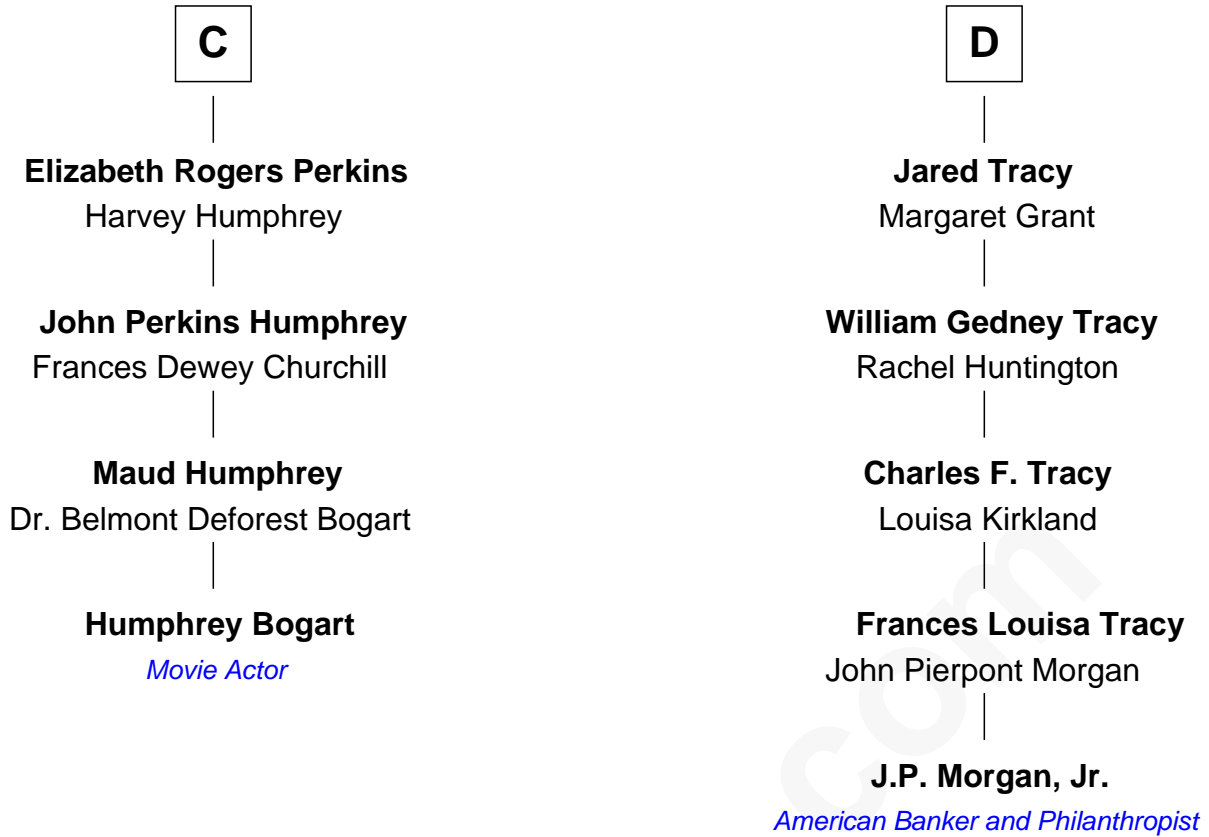 C
Elizabeth Rogers Perkins
Harvey Humphrey
John Perkins Humphrey
Frances Dewey Churchill
Maud Humphrey
Dr. Belmont Deforest Bogart
Humphrey Bogart
Movie Actor
D
Jared Tracy
Margaret Grant
William Gedney Tracy
Rachel Huntington
Charles F. Tracy
Louisa Kirkland
Frances Louisa Tracy
John Pierpont Morgan
J.P. Morgan, Jr.
American Banker and Philanthropist
com